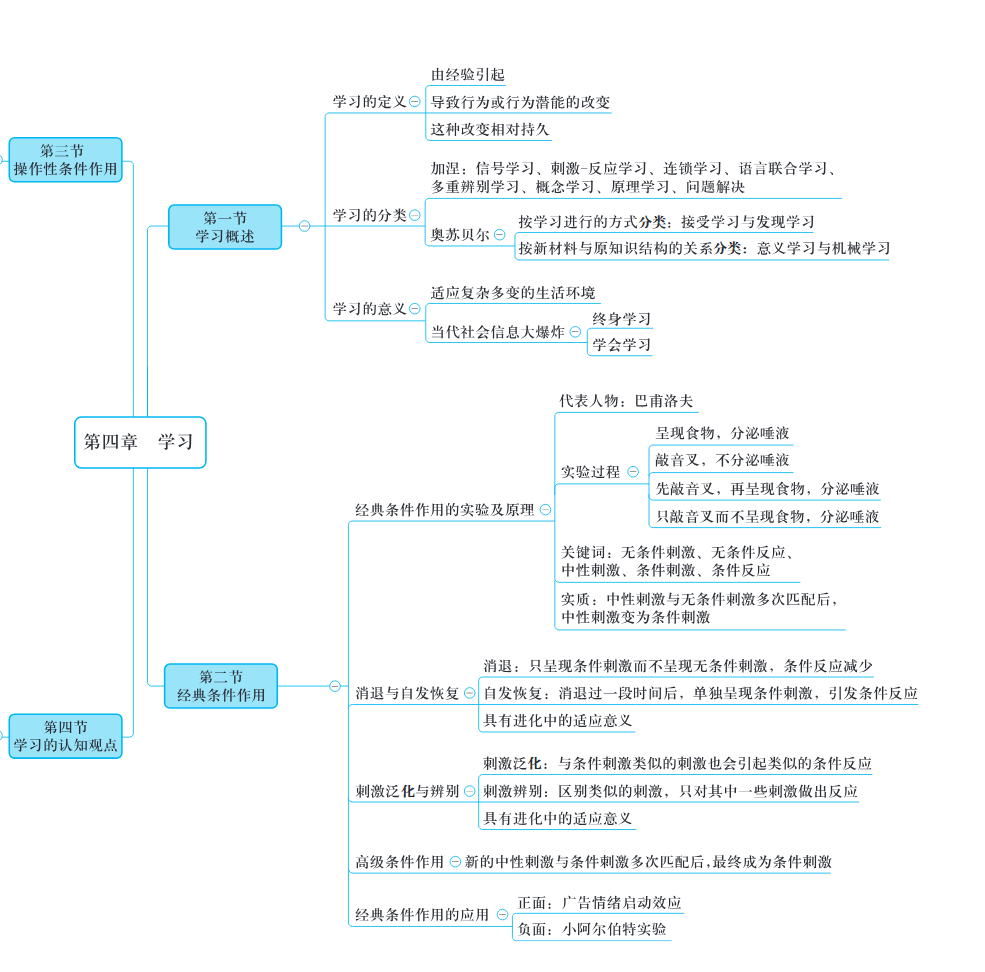 第四章 学习
第一节
学习概述
学习的定义
由经验引起
导致行为或行为潜能的改变
这种改变相对持久
学习的分类
加涅：信号学习、刺激-反应学习、连锁学习、语言联合学习、
多重辨别学习、概念学习、原理学习、问题解决
奥苏贝尔
按学习进行的方式分类：接受学习与发现学习
按新材料与原知识结构的关系分类：意义学习与机械学习
学习的意义
适应复杂多变的生活环境
当代社会信息大爆炸
终身学习
学会学习
第二节
经典条件作用
经典条件作用的实验及原理
代表人物：巴甫洛夫
实验过程
呈现食物，分泌唾液
敲音叉，不分泌唾液
先敲音叉，再呈现食物，分泌唾液
只敲音叉而不呈现食物，分泌唾液
关键词：无条件刺激、无条件反应、
中性刺激、条件刺激、条件反应
实质：中性刺激与无条件刺激多次匹配后，
中性刺激变为条件刺激
消退与自发恢复
消退：只呈现条件刺激而不呈现无条件刺激，条件反应减少
自发恢复：消退过一段时间后，单独呈现条件刺激，引发条件反应
具有进化中的适应意义
刺激泛化与辨别
刺激泛化：与条件刺激类似的刺激也会引起类似的条件反应
刺激辨别：区别类似的刺激，只对其中一些刺激做出反应
具有进化中的适应意义
高级条件作用
新的中性刺激与条件刺激多次匹配后,最终成为条件刺激
经典条件作用的应用
正面：广告情绪启动效应
负面：小阿尔伯特实验
第三节
操作性条件作用
第四节
学习的认知观点